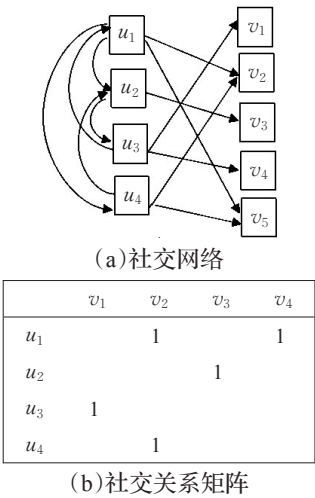 u₁ v₁
u₂ v₂
u₃ v₃
u₄ v₄
v₅
(a)社交网络
v₁ v₂ v₃ v₄
u₁ 1 1
u₂ 1
u₃ 1
u₄ 1
(b)社交关系矩阵